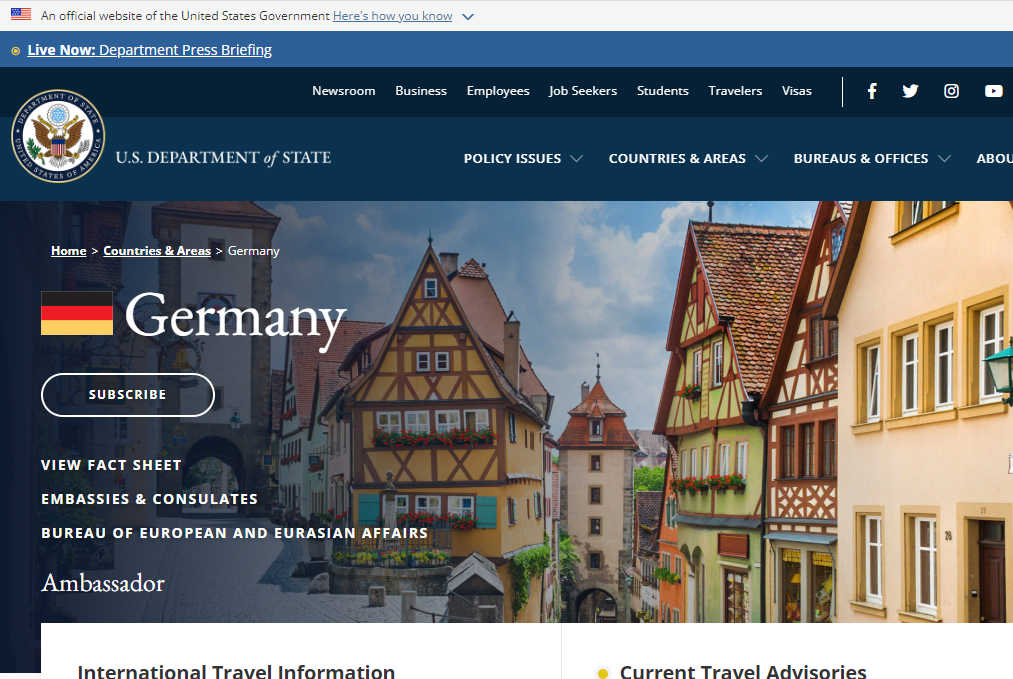 An official website of the United States Government Here's how you know
Live Now: Department Press Briefing
Newsroom Business Employees Job Seekers Students Travelers Visas
DEPARTMENT OF STATE
UNITED STATES OF AMERICA
U.S. DEPARTMENT of STATE
POLICY ISSUES COUNTRIES & AREAS BUREAUS & OFFICES ABOU
Home > Countries & Areas > Germany
Germany
SUBSCRIBE
VIEW FACT SHEET
EMBASSIES & CONSULATES
BUREAU OF EUROPEAN AND EURASIAN AFFAIRS
Ambassador
International Travel Information
Current Travel Advisories